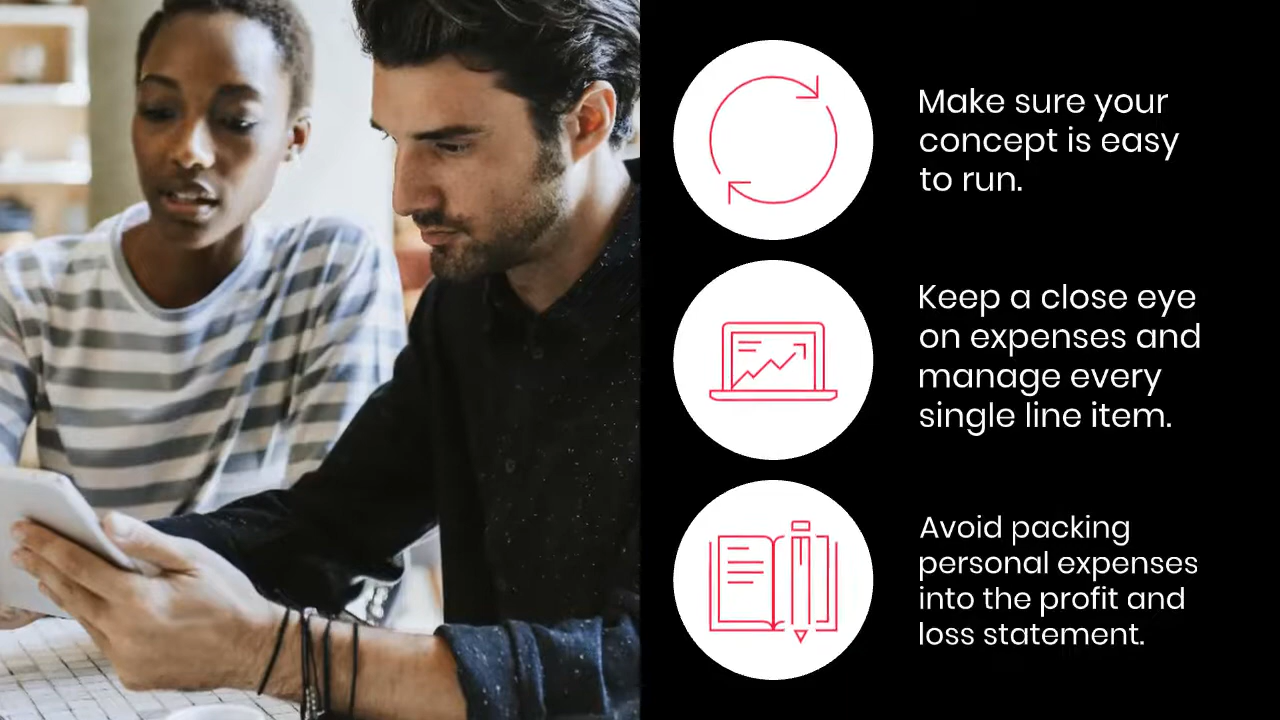 Make sure your
concept is easy
to run.
Keep a close eye
on expenses and
manage every
single line item.
Avoid packing
personal expenses
into the profit and
loss statement.